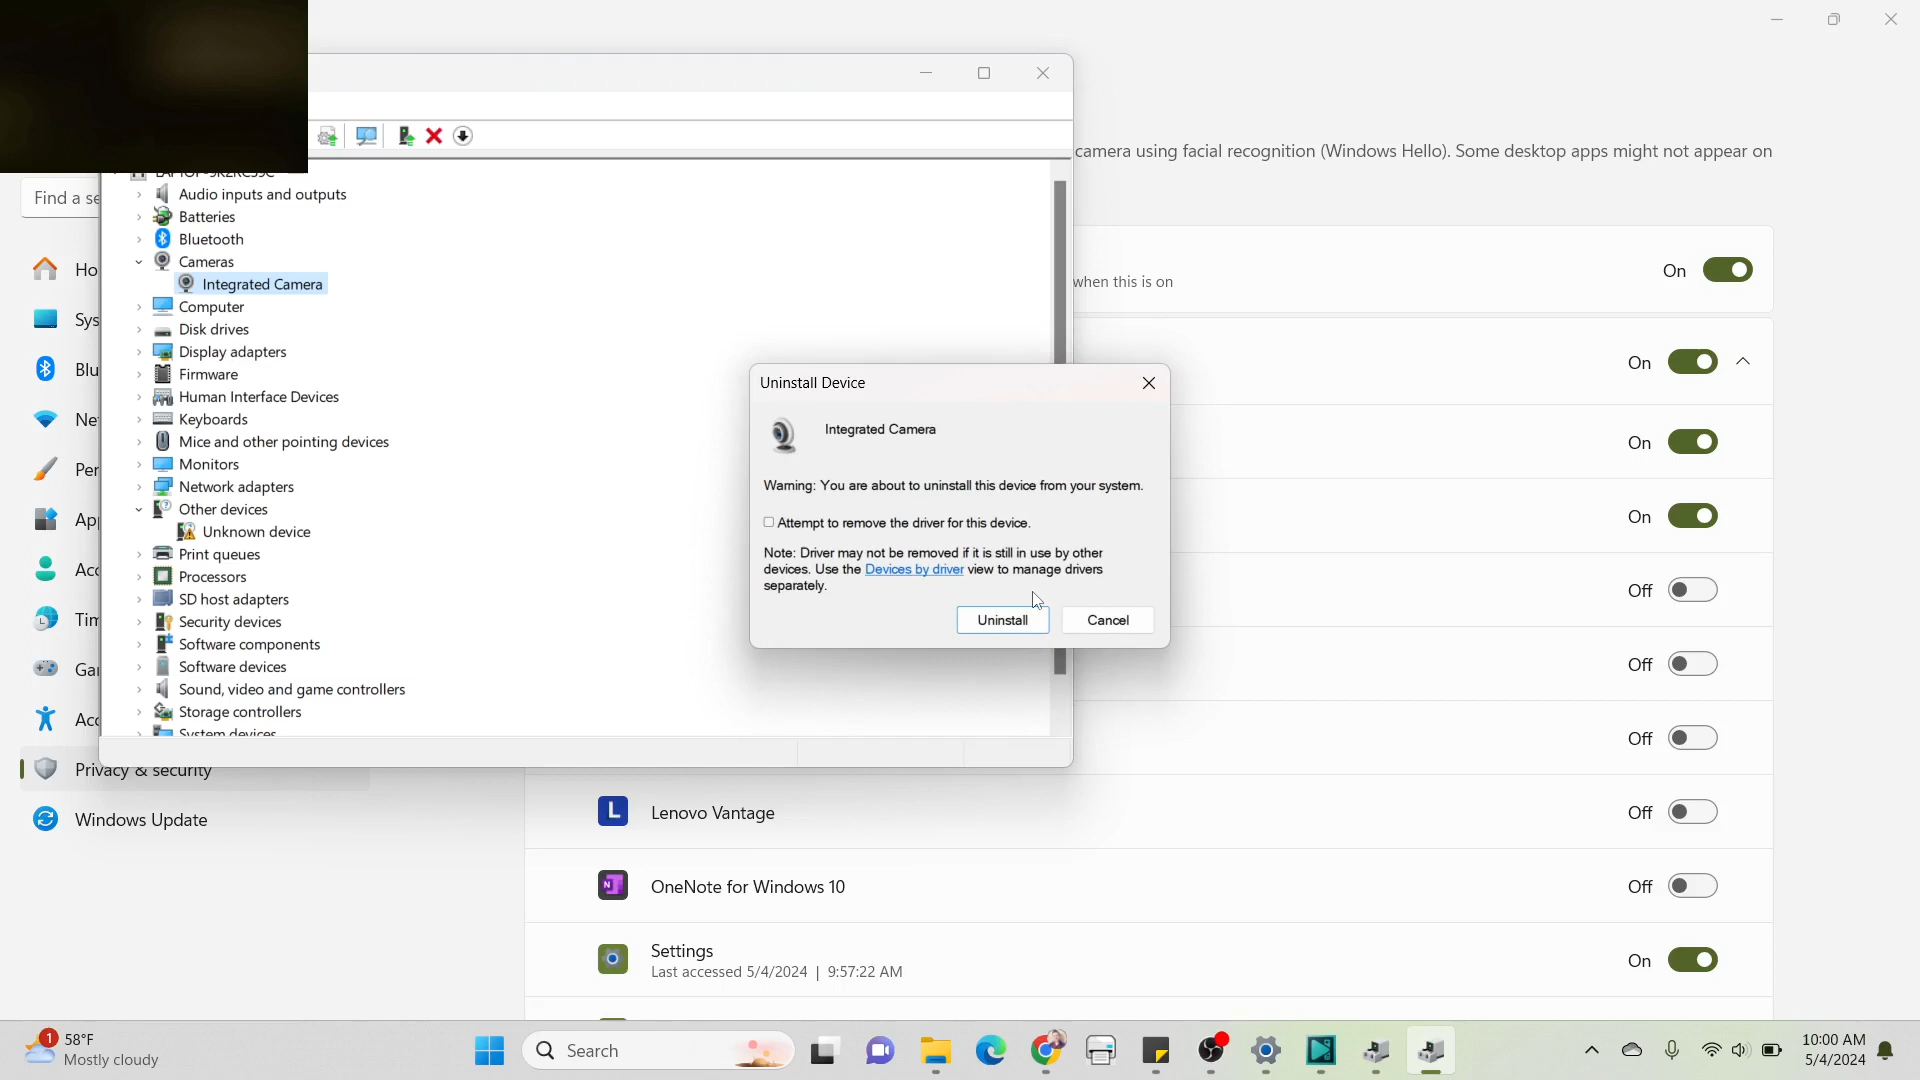 camera using facial recognition (Windows Hello). Some desktop apps might not appear on
Find a se
Audio inputs and outputs
Batteries
Bluetooth
Cameras
Integrated Camera
Computer
Disk drives
Display adapters
Firmware
Human Interface Devices
Keyboards
Mice and other pointing devices
Monitors
Network adapters
Other devices
Unknown device
Print queues
Processors
SD host adapters
Security devices
Software components
Software devices
Sound, video and game controllers
Storage controllers
System devices
Ho
Sys
Blu
Ne
Per
App
Acc
Tim
Ga
Acc
Privacy & security
Windows Update
Uninstall Device
Integrated Camera
Warning: You are about to uninstall this device from your system.
Attempt to remove the driver for this device.
Note: Driver may not be removed if it is still in use by other
devices. Use the Devices by driver view to manage drivers
separately.
Uninstall
Cancel
On
when this is on
On
On
On
Off
Off
Off
Lenovo Vantage
Off
OneNote for Windows 10
Off
Settings
Last accessed 5/4/2024 | 9:57:22 AM
On
1
58°F
Mostly cloudy
Search
10:00 AM
5/4/2024